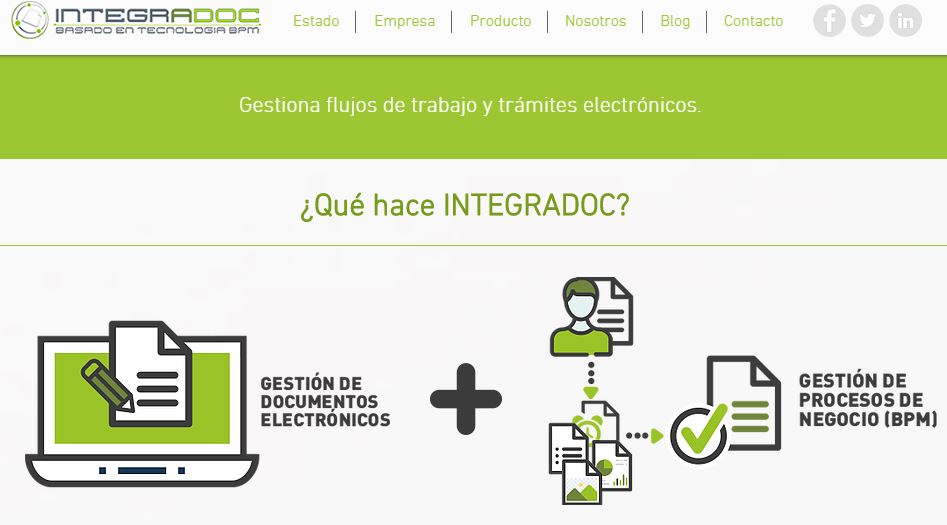 INTEGRADOC
BASADO EN TECNOLOGIA BPM
Estado
Empresa
Producto
Nosotros
Blog
Contacto
Gestiona flujos de trabajo y trámites electrónicos.
¿Qué hace INTEGRADOC?
GESTIÓN DE
DOCUMENTOS
ELECTRÓNICOS
GESTIÓN DE
PROCESOS DE
NEGOCIO (BPM)